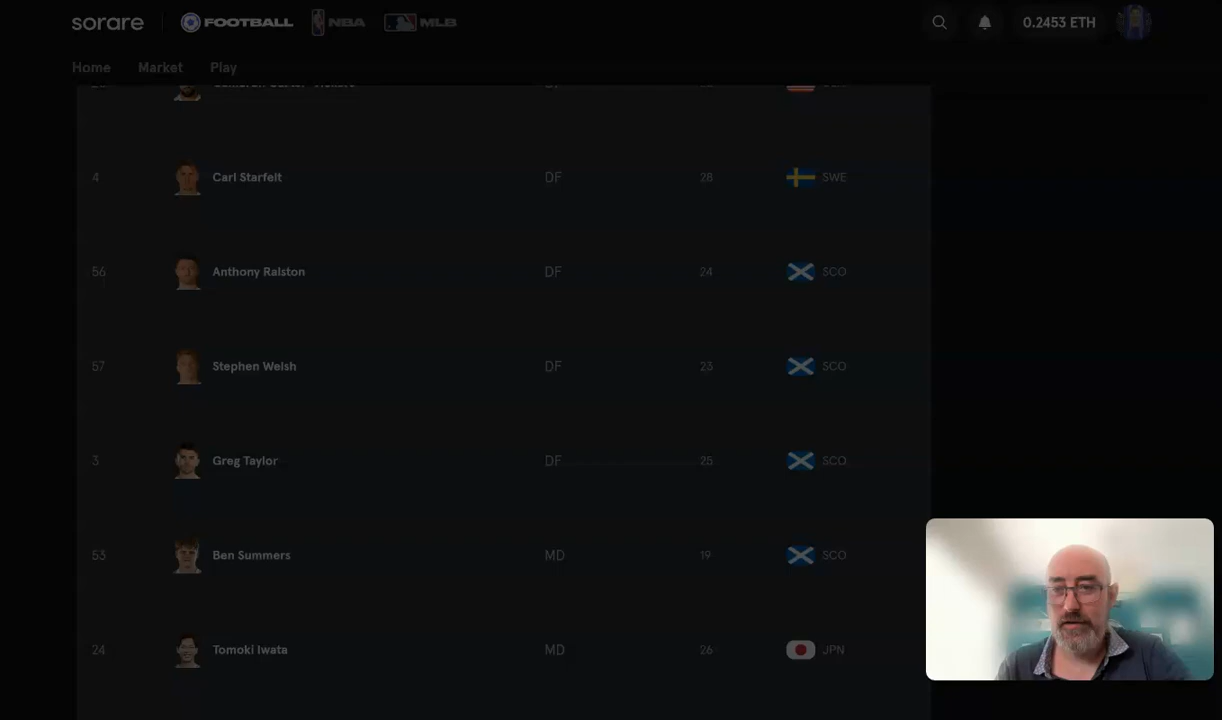 sorare FOOTBALL NBA MLB 0.2453 ETH
Home Market Play
4 Carl Starfelt DF 28 SWE
56 Anthony Ralston DF 24 SCO
57 Stephen Welsh DF 23 SCO
3 Greg Taylor DF 25 SCO
53 Ben Summers MD 19 SCO
24 Tomoki Iwata MD 26 JPN